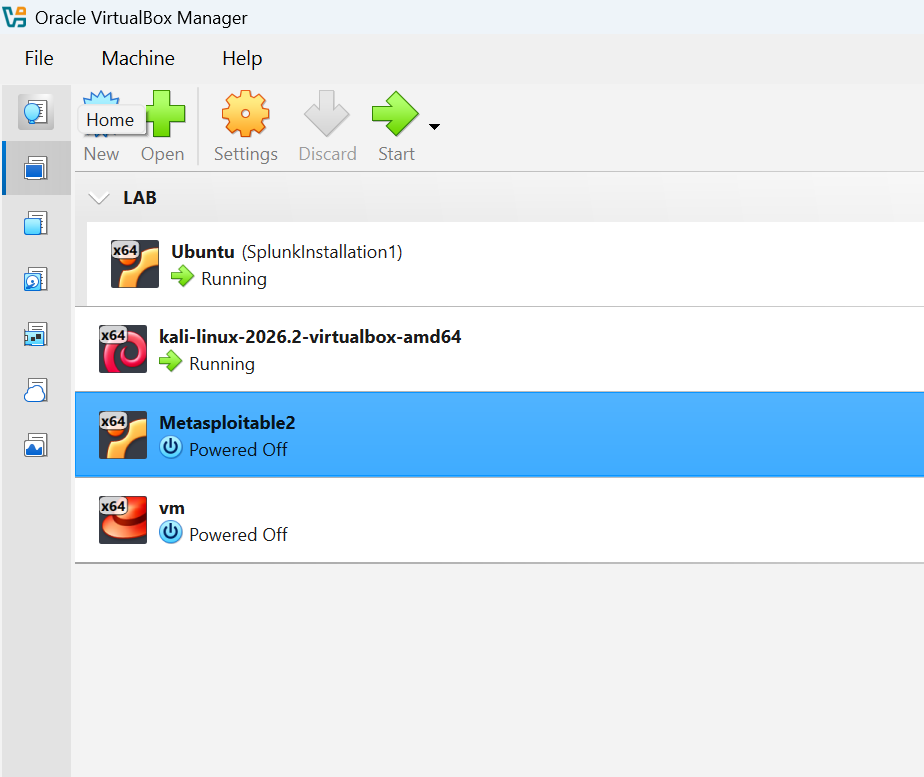 Oracle VirtualBox Manager
File Machine Help
Home
New Open Settings Discard Start
LAB
x64
Ubuntu (SplunkInstallation1)
Running
x64
kali-linux-2026.2-virtualbox-amd64
Running
x64
Metasploitable2
Powered Off
x64
vm
Powered Off